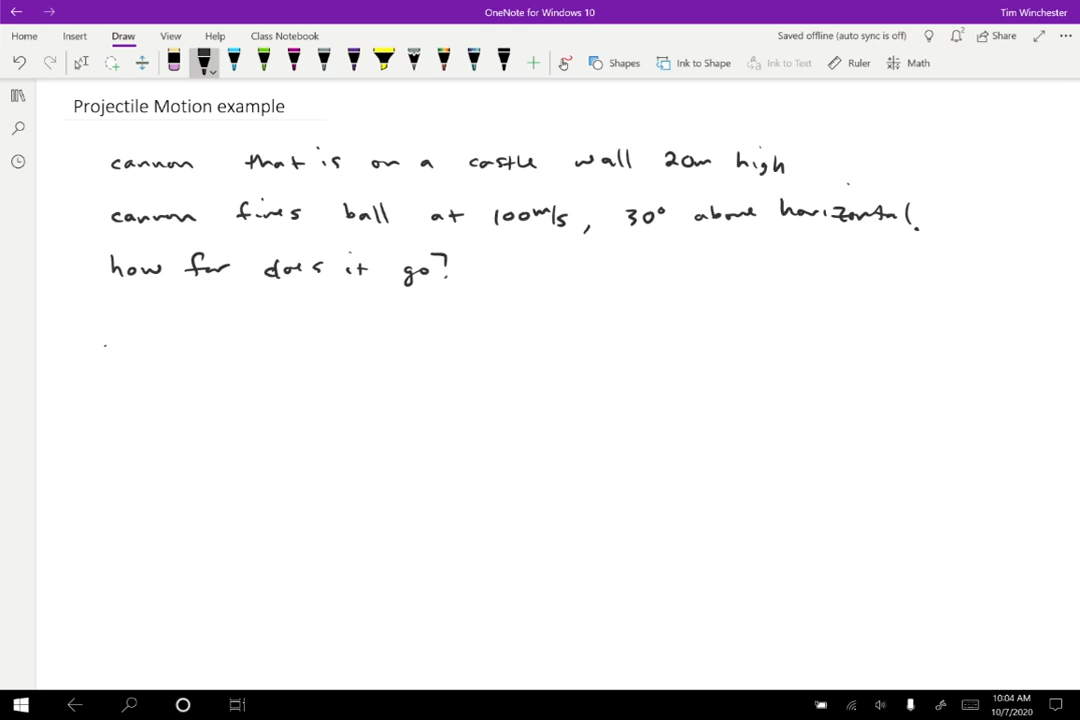 OneNote for Windows 10
Tim Winchester
Home Insert Draw View Help Class Notebook
Saved offline (auto sync is off) Share
Shapes Ink to Shape Ink to Text Ruler Math
Projectile Motion example
cannon that is on a castle wall 20m high
cannon fires ball at 100m/s, 30° above horizontal.
how far does it go?
10:04 AM
10/7/2020